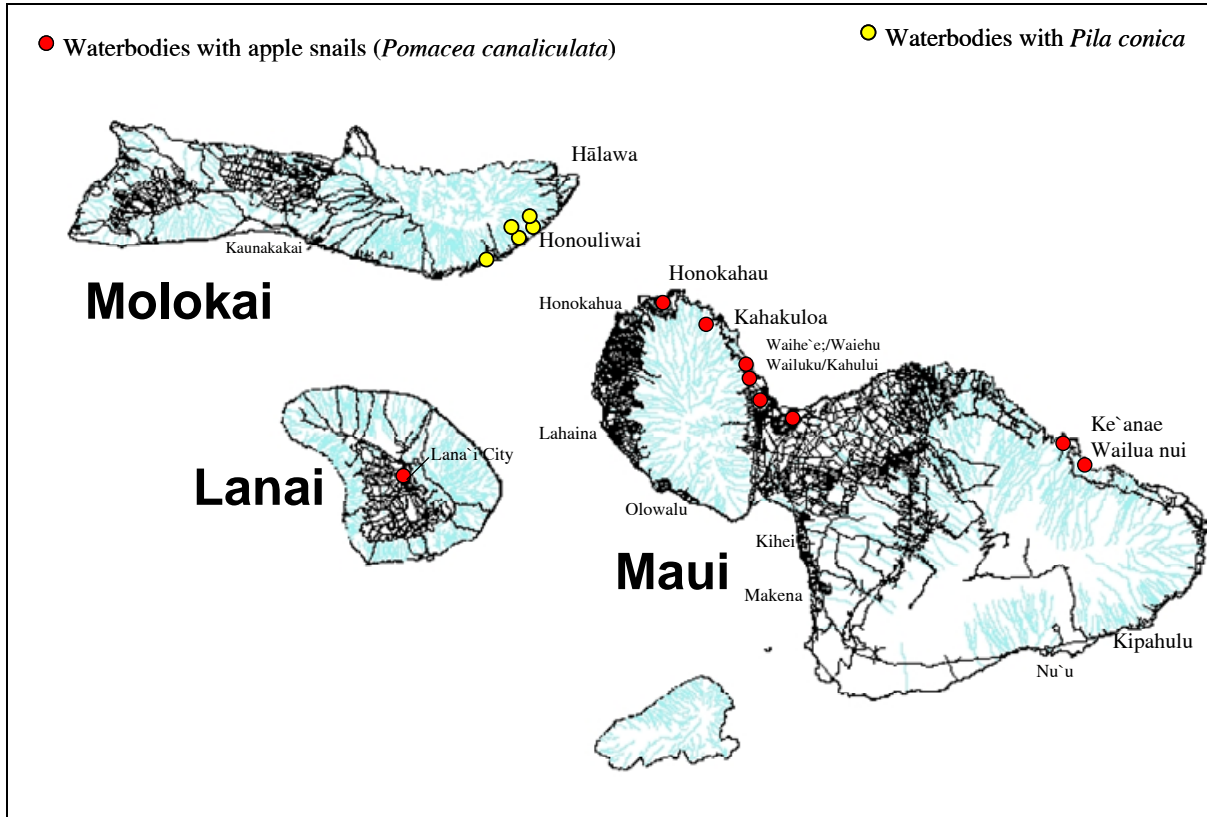 Waterbodies with apple snails (Pomacea canaliculata)
Waterbodies with Pila conica
Hālawa
Honouliwai
Kaunakakai
Molokai
Honokahau
Honokahua
Kahakuloa
Waihe`e;/Waiehu
Wailuku/Kahului
Lahaina
Ke`anae
Wailua nui
Lana`i City
Lanai
Olowalu
Kihei
Maui
Makena
Kipahulu
Nu`u